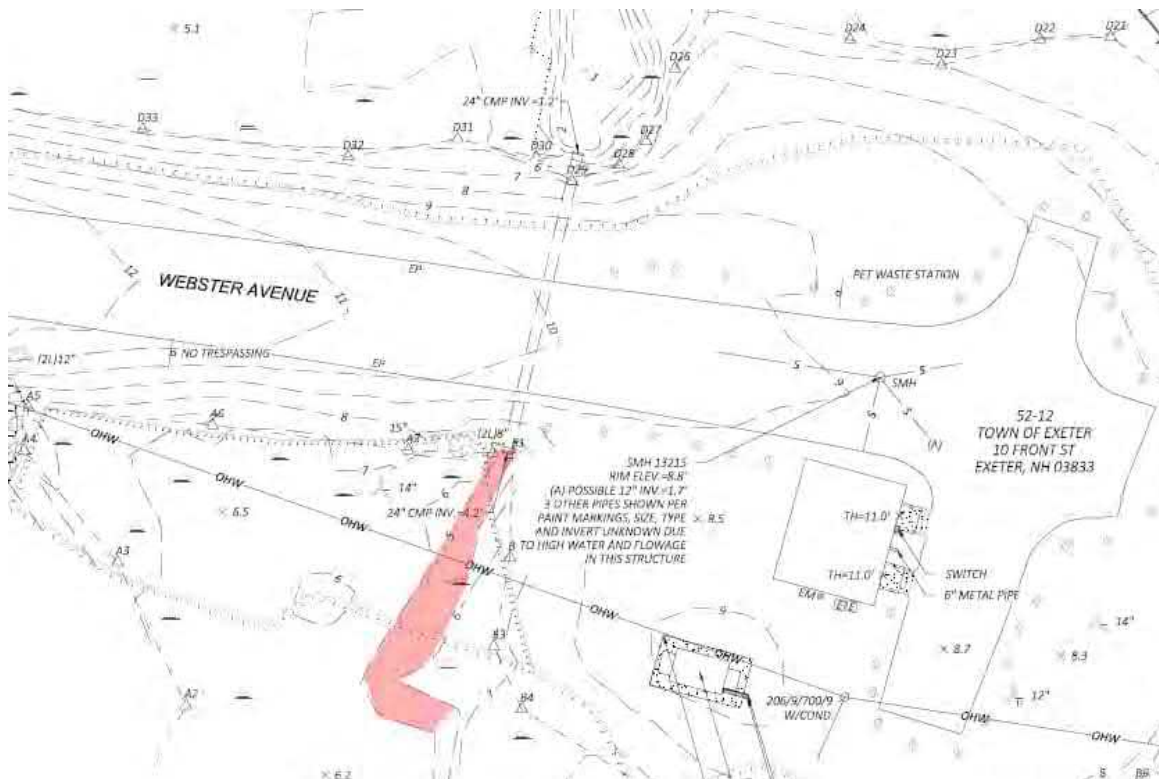 5.1
D24
D22
D21
D23
D26
24" CMP INV.=1.2'
D33
D31
D27
D32
D30
D28
D29
6
7
8
9
12
WEBSTER AVENUE
11
EP
10
PET WASTE STATION
6 NO TRESPASSING
(2L)12"
EP
S
S
SMH
9
S
S
(A)
52-12
TOWN OF EXETER
10 FRONT ST
EXETER, NH 03833
A5
A4
A6
8
15"
(2L)8"
OHW
7
14"
SMH 13215
RIM ELEV.=8.8'
(A) POSSIBLE 12" INV.=1.7'
3 OTHER PIPES SHOWN PER
PAINT MARKINGS, SIZE, TYPE
AND INVERT UNKNOWN DUE
TO HIGH WATER AND FLOWAGE
IN THIS STRUCTURE
8.5
OHW
6.5
24" CMP INV.=4.2'
OHW
5
TH=11.0'
TH=11.0'
SWITCH
6" METAL PIPE
EM
A3
OHW
6
6
OHW
9
B3
OHW
14"
8.7
8.3
12"
A2
B4
206/9/700/9
W/COND
OHW
OHW
6.2